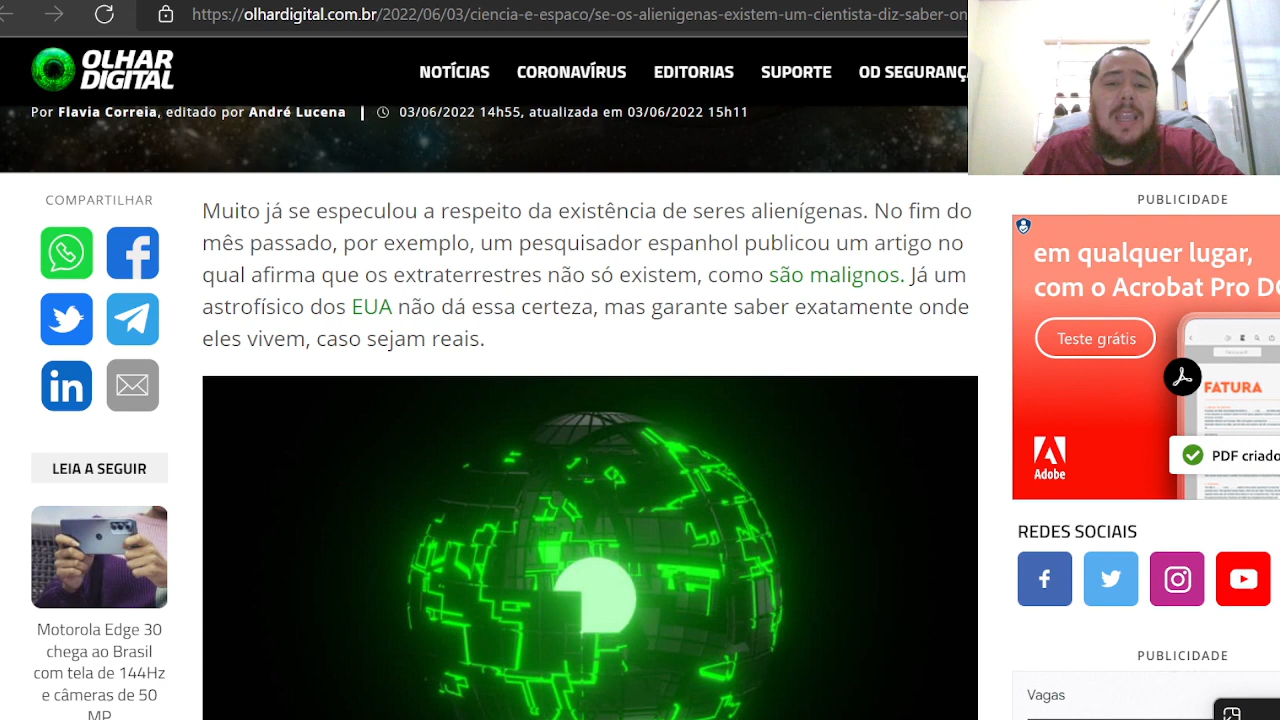 https://olhardigital.com.br/2022/06/03/ciencia-e-espaco/se-os-alienigenas-existem-um-cientista-diz-saber-on
OLHAR
DIGITAL
NOTÍCIAS CORONAVÍRUS EDITORIAS SUPORTE OD SEGURANÇA
Por Flavia Correia, editado por André Lucena | 03/06/2022 14h55, atualizada em 03/06/2022 15h11
COMPARTILHAR
Muito já se especulou a respeito da existência de seres alienígenas. No fim do
mês passado, por exemplo, um pesquisador espanhol publicou um artigo no
qual afirma que os extraterrestres não só existem, como são malignos. Já um
astrofísico dos EUA não dá essa certeza, mas garante saber exatamente onde
eles vivem, caso sejam reais.
LEIA A SEGUIR
Motorola Edge 30
chega ao Brasil
com tela de 144Hz
e câmeras de 50
MP
PUBLICIDADE
em qualquer lugar,
com o Acrobat Pro DC
Teste grátis
FATURA
Adobe
PDF criado
REDES SOCIAIS
PUBLICIDADE
Vagas